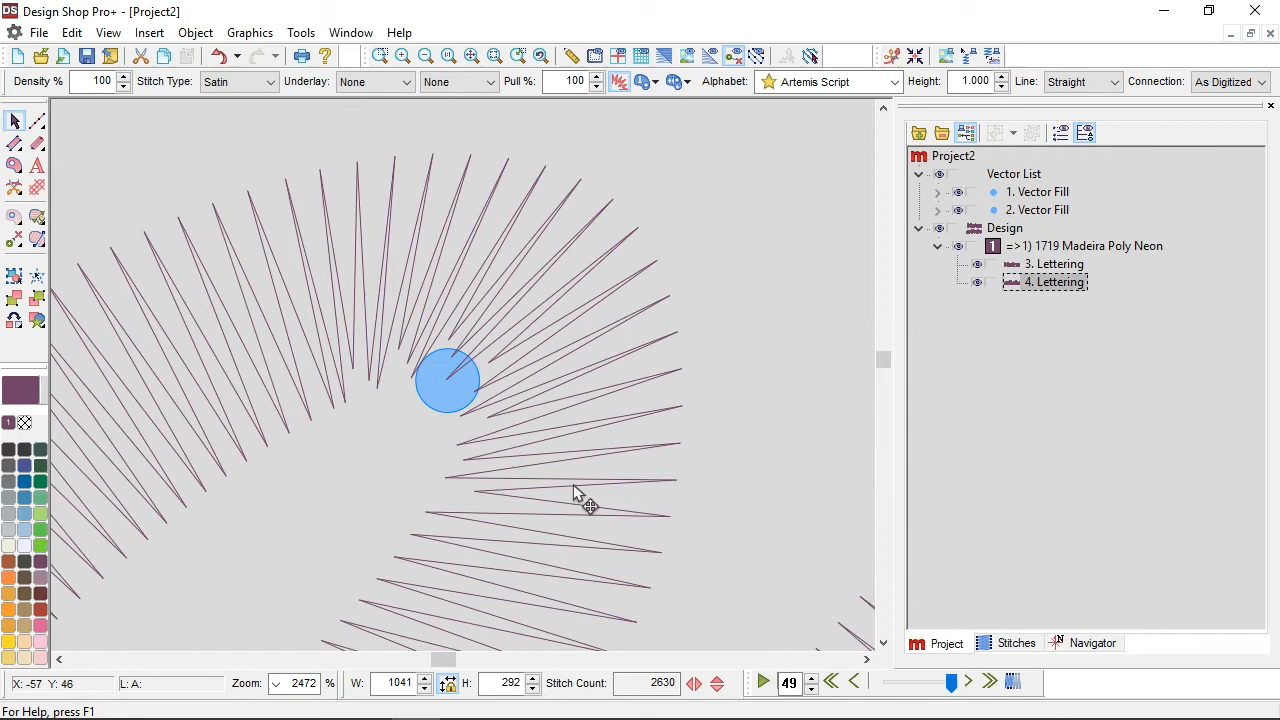 DS Design Shop Pro+ - [Project2]
File Edit View Insert Object Graphics Tools Window Help
Density % 100 Stitch Type: Satin Underlay: None None Pull %: 100 Alphabet: Artemis Script Height: 1.000 Line: Straight Connection: As Digitized
Project2
Vector List
1. Vector Fill
2. Vector Fill
Design
1 =>1) 1719 Madeira Poly Neon
3. Lettering
4. Lettering
1
Project Stitches Navigator
X: -57 Y: 46 L: A: Zoom: 2472 % W: 1041 H: 292 Stitch Count: 2630 49
For Help, press F1